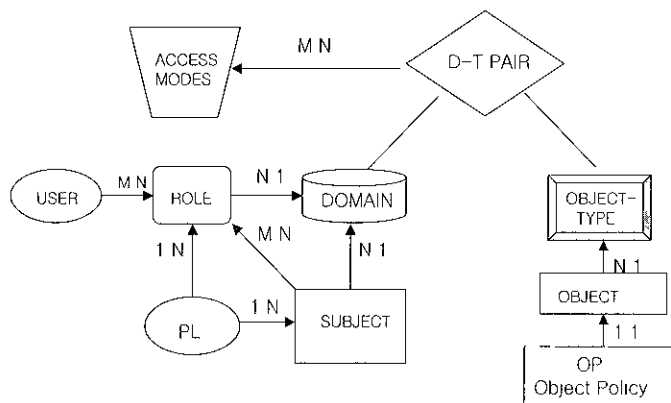 ACCESS
MODES
M N
D-T PAIR
USER
M N
ROLE
N 1
DOMAIN
OBJECT-
TYPE
1 N
M N
N 1
N 1
OBJECT
PL
1 N
SUBJECT
1 1
OP
Object Policy